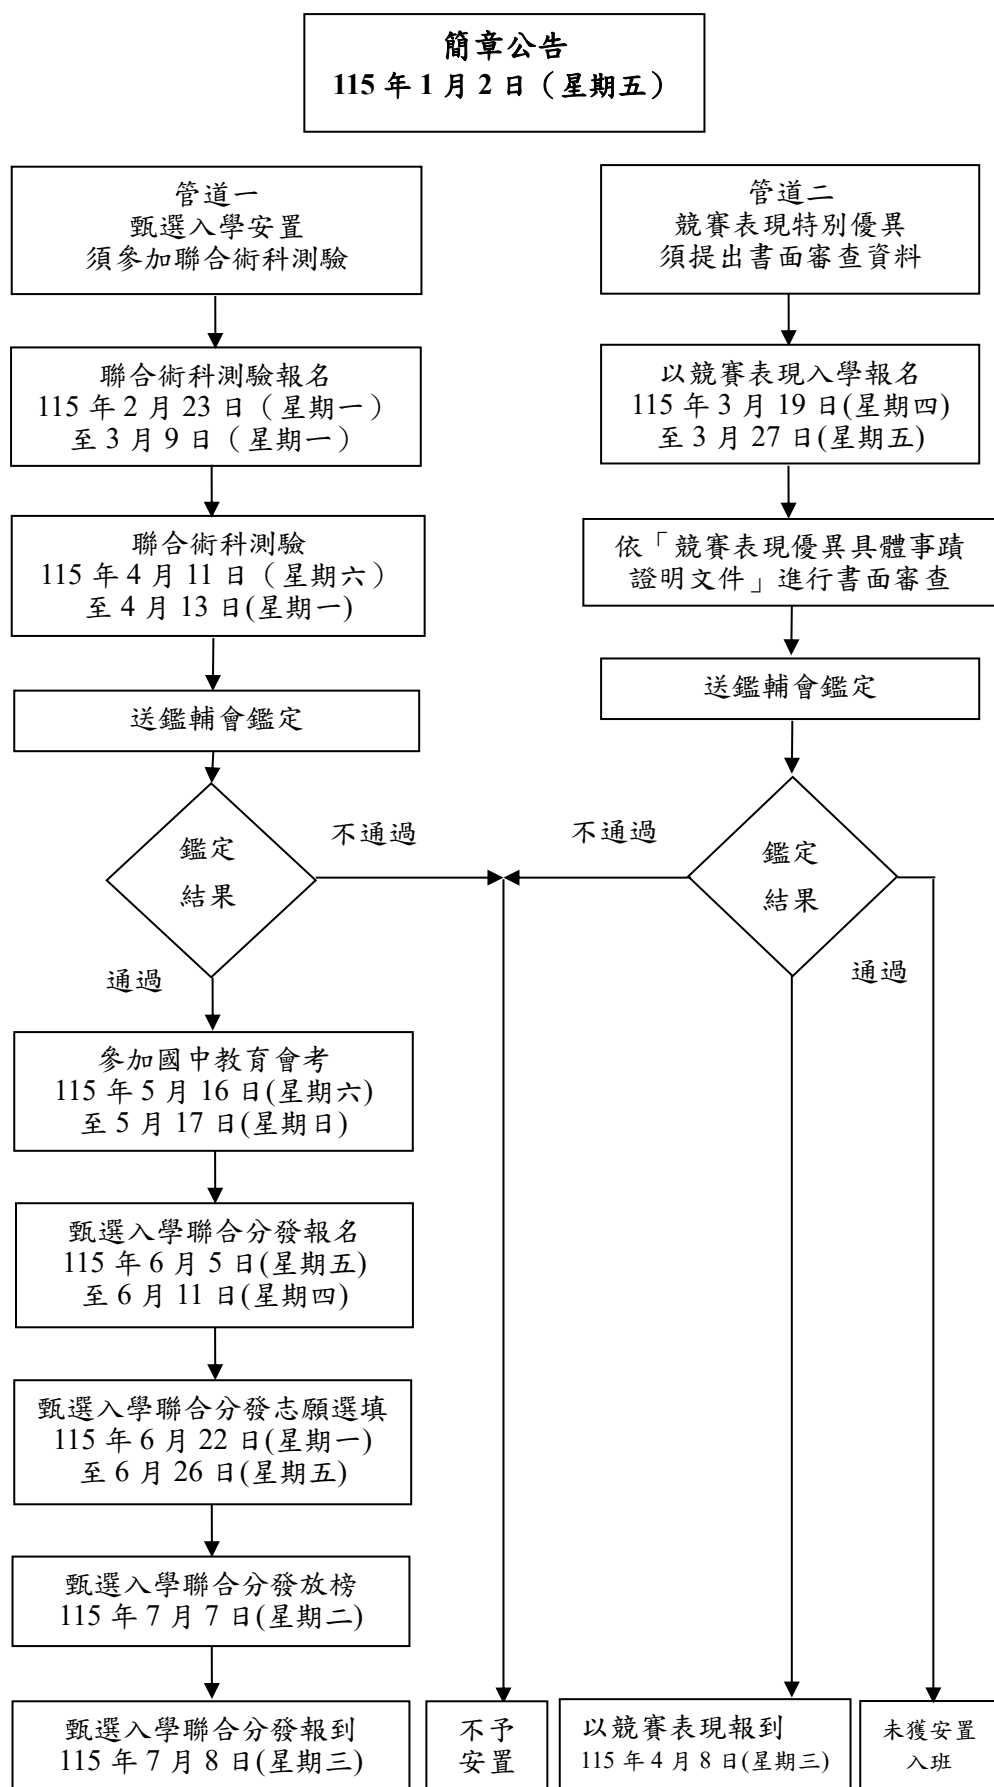 簡章公告
115 年 1 月 2 日（星期五）
管道一
甄選入學安置
須參加聯合術科測驗
管道二
競賽表現特別優異
須提出書面審查資料
聯合術科測驗報名
115 年 2 月 23 日（星期一）
至 3 月 9 日（星期一）
以競賽表現入學報名
115 年 3 月 19 日(星期四)
至 3 月 27 日(星期五)
聯合術科測驗
115 年 4 月 11 日（星期六）
至 4 月 13 日(星期一)
依「競賽表現優異具體事蹟
證明文件」進行書面審查
送鑑輔會鑑定
送鑑輔會鑑定
鑑定
結果
不通過
不通過
鑑定
結果
通過
通過
參加國中教育會考
115 年 5 月 16 日(星期六)
至 5 月 17 日(星期日)
甄選入學聯合分發報名
115 年 6 月 5 日(星期五)
至 6 月 11 日(星期四)
甄選入學聯合分發志願選填
115 年 6 月 22 日(星期一)
至 6 月 26 日(星期五)
甄選入學聯合分發放榜
115 年 7 月 7 日(星期二)
甄選入學聯合分發報到
115 年 7 月 8 日(星期三)
不予
安置
以競賽表現報到
115 年 4 月 8 日(星期三)
未獲安置
入班